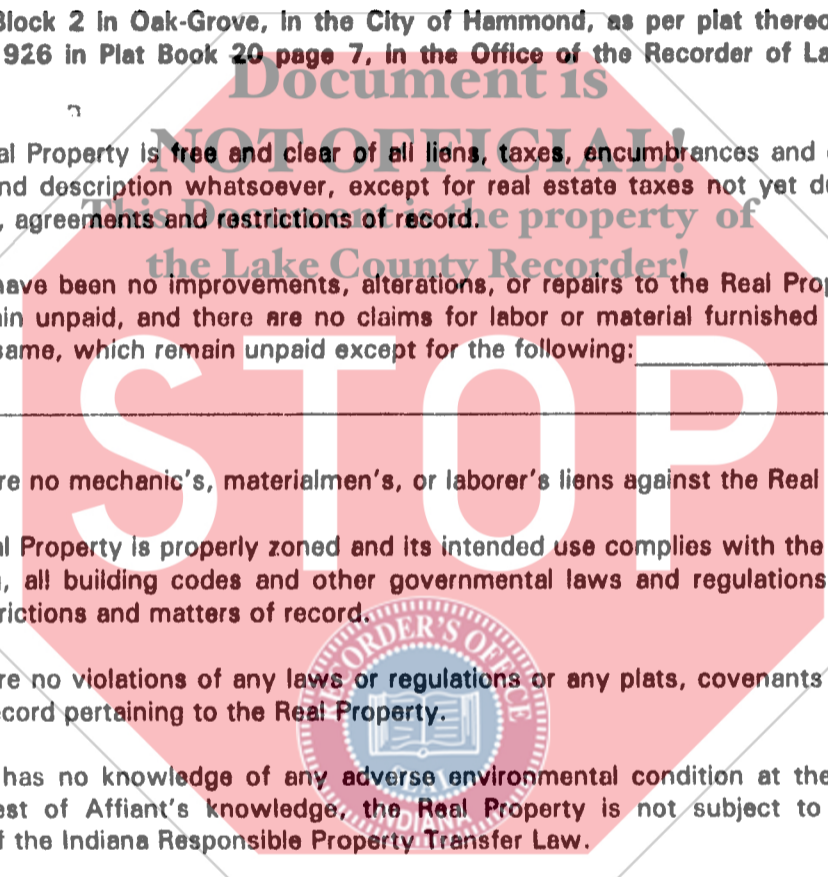 Block 2 in Oak-Grove, in the City of Hammond, as per plat thereo
926 in Plat Book 20 page 7, in the Office of the Recorder of La
Document is
NOT OFFICIAL!
al Property is free and clear of all liens, taxes, encumbrances and
nd description whatsoever, except for real estate taxes not yet d
This Document is the property of
, agreements and restrictions of record.
the Lake County Recorder!
have been no improvements, alterations, or repairs to the Real Prop
in unpaid, and there are no claims for labor or material furnished
same, which remain unpaid except for the following:
STOP
re no mechanic's, materialmen's, or laborer's liens against the Real
al Property is properly zoned and its intended use complies with the
, all building codes and other governmental laws and regulations
rictions and matters of record.
RECORDER'S OFFICE
re no violations of any laws or regulations or any plats, covenants
ecord pertaining to the Real Property.
SEAL
has no knowledge of any adverse environmental condition at the
est of Affiant's knowledge, the Real Property is not subject to
INDIANA
f the Indiana Responsible Property Transfer Law.